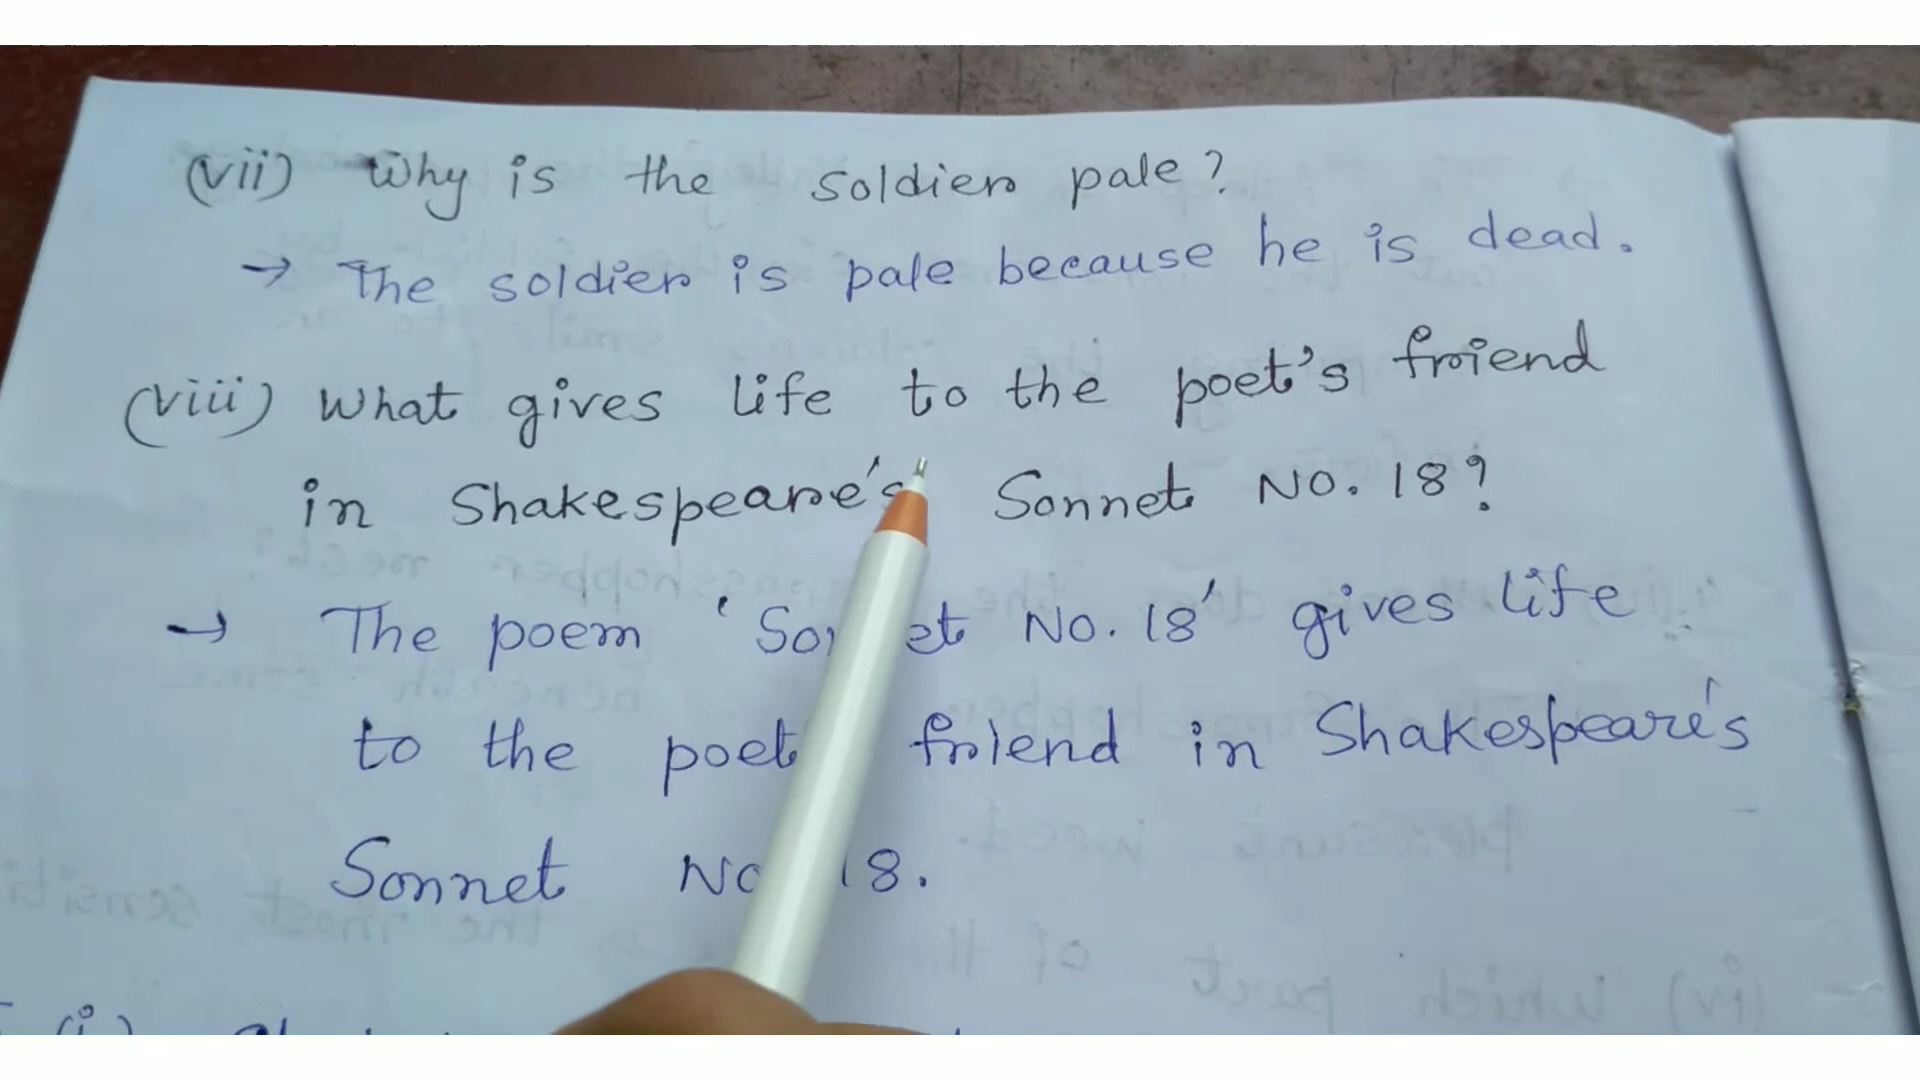 (vii) Why is the soldier pale?
→ The soldier is pale because he is dead.
(viii) What gives life to the poet's friend
in Shakespeare's Sonnet No. 18?
→ The poem 'So et No. 18' gives life
to the poet friend in Shakespeare's
Sonnet No 18.
(i)